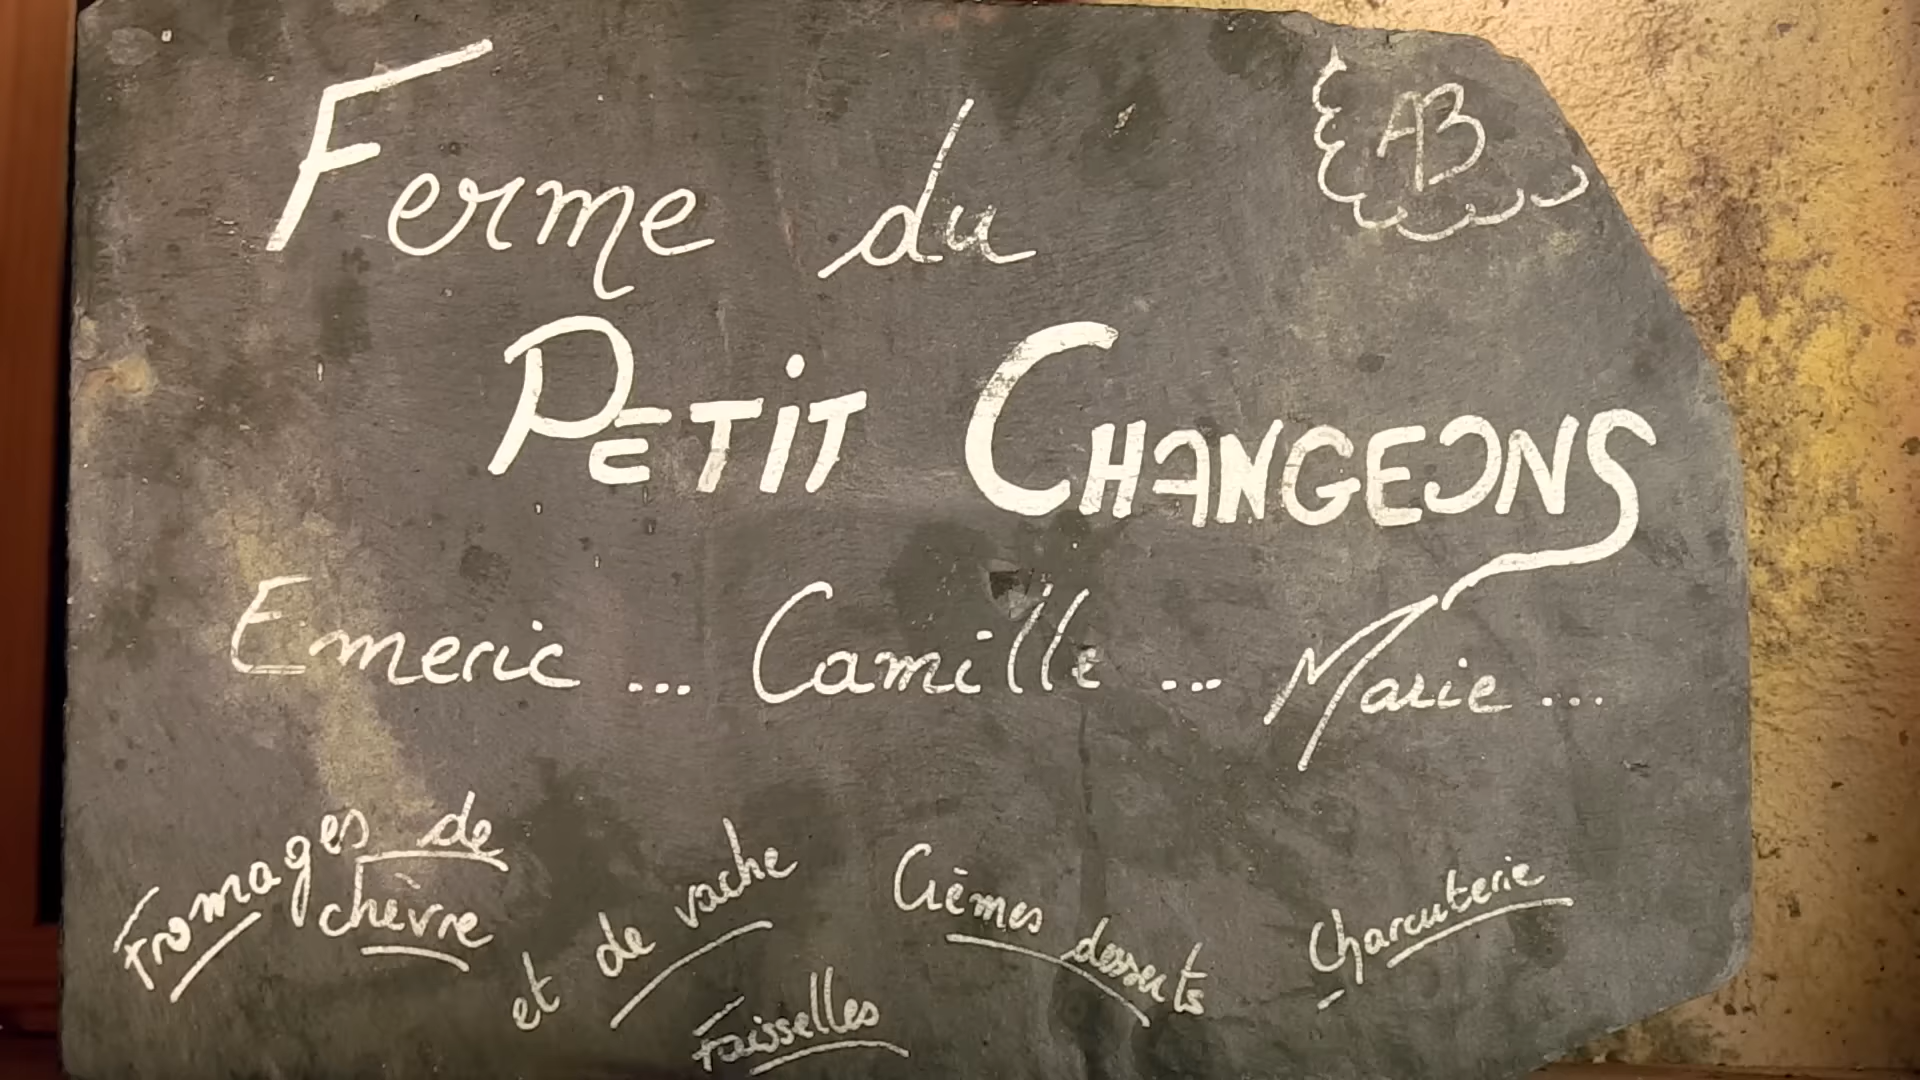 AB
Ferme du
PETiT CHANGEONS
Emeric ... Camille ... Marie ...
Fromages de
chèvre
et de vache
Faisselles
Crèmes desserts
Charcuterie